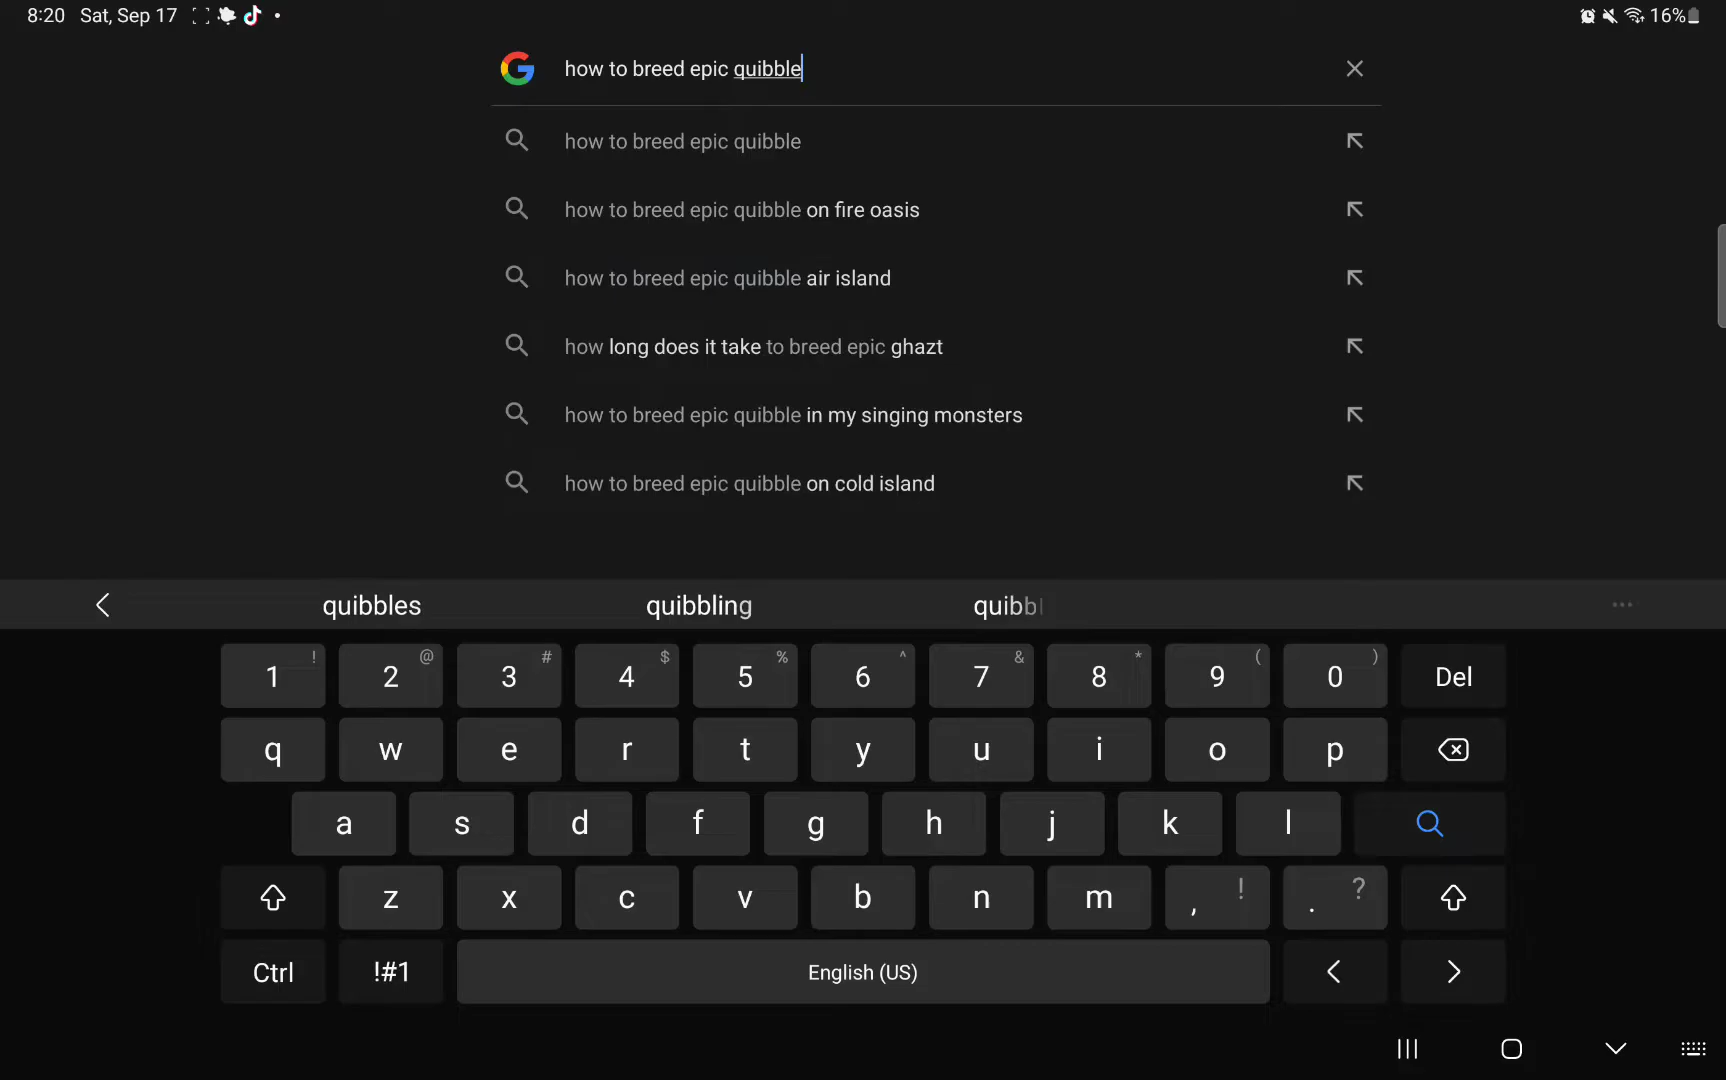 8:20 Sat, Sep 17 16%
how to breed epic quibble
how to breed epic quibble
how to breed epic quibble on fire oasis
how to breed epic quibble air island
how long does it take to breed epic ghazt
how to breed epic quibble in my singing monsters
how to breed epic quibble on cold island
quibbles quibbling quibbl
! @ # $ % ^ & * ( )
1 2 3 4 5 6 7 8 9 0 Del
q w e r t y u i o p
a s d f g h j k l
z x c v b n m , ! . ?
Ctrl !#1 English (US) < >